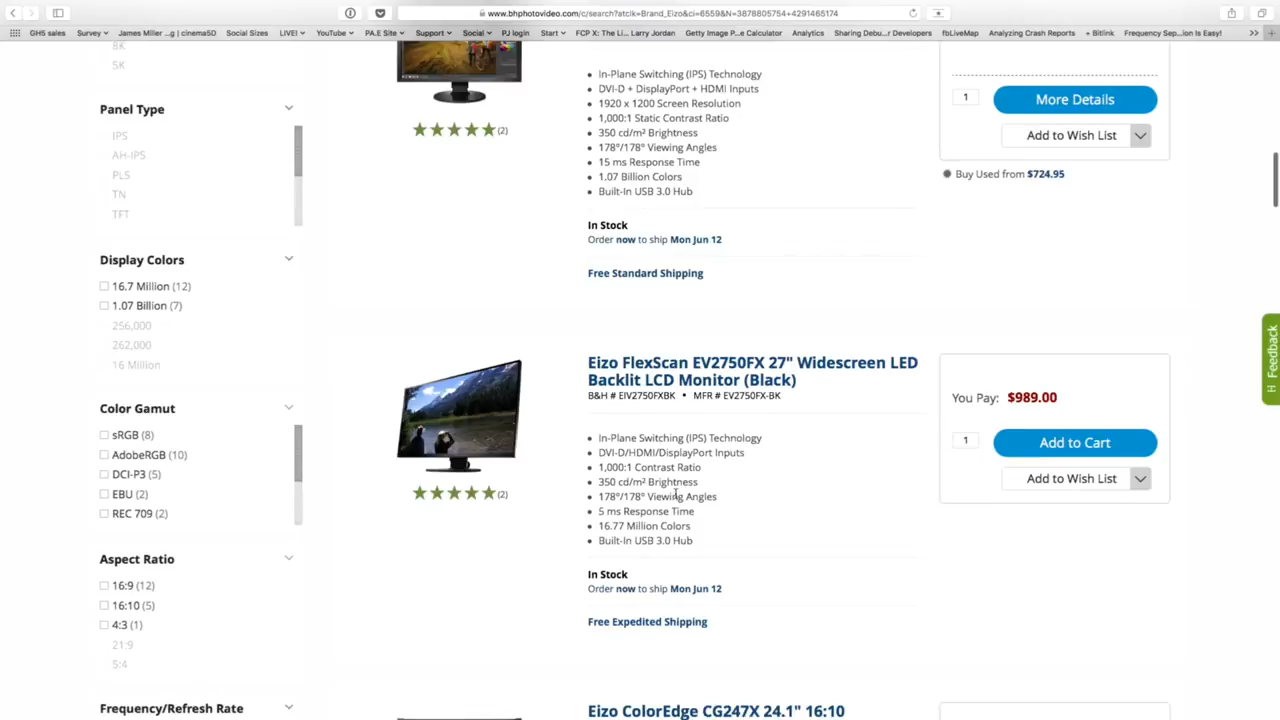 www.bhphotovideo.com/c/search?atclk=Brand_Eizo&ci=6559&N=3878805754+4291465174
GHS sales
Survey
James Miller ...g | cinema5D
Social Sizes
LIVE!
YouTube
PA.E Site
Support
Social
PJ login
Start
FCP X: The Li... Larry Jordan
Getty Image P...e Calculator
Analytics
Sharing Debu...r Developers
fbLiveMap
Analyzing Crash Reports
+ Bitlink
Frequency Sep...ion Is Easy!
8K
5K
Panel Type
IPS
AH-IPS
PLS
TN
TFT
Display Colors
16.7 Million (12)
1.07 Billion (7)
256,000
262,000
16 Million
Color Gamut
sRGB (8)
AdobeRGB (10)
DCI-P3 (5)
EBU (2)
REC 709 (2)
Aspect Ratio
16:9 (12)
16:10 (5)
4:3 (1)
21:9
5:4
Frequency/Refresh Rate
(2)
In-Plane Switching (IPS) Technology
DVI-D + DisplayPort + HDMI Inputs
1920 x 1200 Screen Resolution
1,000:1 Static Contrast Ratio
350 cd/m² Brightness
178°/178° Viewing Angles
15 ms Response Time
1.07 Billion Colors
Built-In USB 3.0 Hub
In Stock
Order now to ship Mon Jun 12
Free Standard Shipping
1
More Details
Add to Wish List
Buy Used from $724.95
(2)
Eizo FlexScan EV2750FX 27" Widescreen LED
Backlit LCD Monitor (Black)
B&H # EIV2750FXBK • MFR # EV2750FX-BK
In-Plane Switching (IPS) Technology
DVI-D/HDMI/DisplayPort Inputs
1,000:1 Contrast Ratio
350 cd/m² Brightness
178°/178° Viewing Angles
5 ms Response Time
16.77 Million Colors
Built-In USB 3.0 Hub
In Stock
Order now to ship Mon Jun 12
Free Expedited Shipping
You Pay: $989.00
1
Add to Cart
Add to Wish List
Eizo ColorEdge CG247X 24.1" 16:10
Feedback